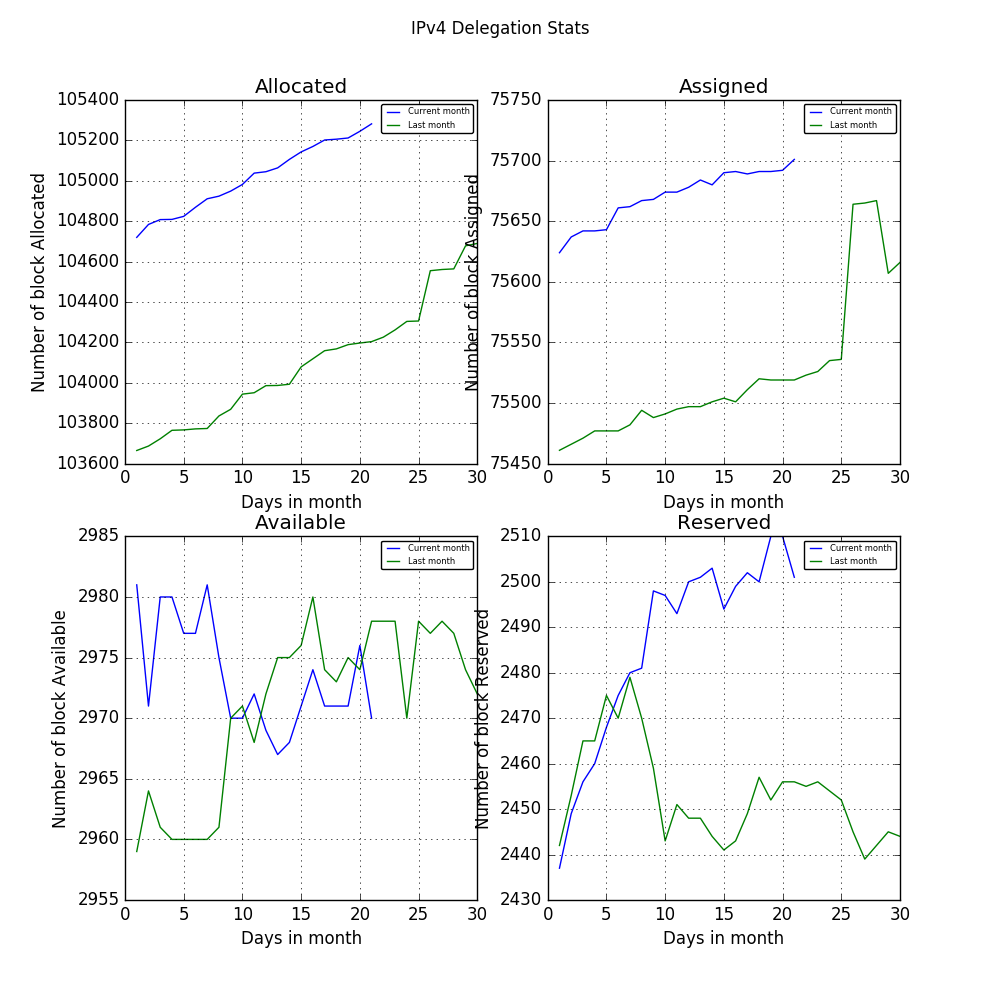 IPv4 Delegation Stats
Allocated
Number of block Allocated
105400
105200
105000
104800
104600
104400
104200
104000
103800
103600
Current month
Last month
0 5 10 15 20 25 30
Days in month
Assigned
Number of block Assigned
75750
75700
75650
75600
75550
75500
75450
Current month
Last month
0 5 10 15 20 25 30
Days in month
Available
Number of block Available
2985
2980
2975
2970
2965
2960
2955
Current month
Last month
0 5 10 15 20 25 30
Days in month
Reserved
Number of block Reserved
2510
2500
2490
2480
2470
2460
2450
2440
2430
Current month
Last month
0 5 10 15 20 25 30
Days in month